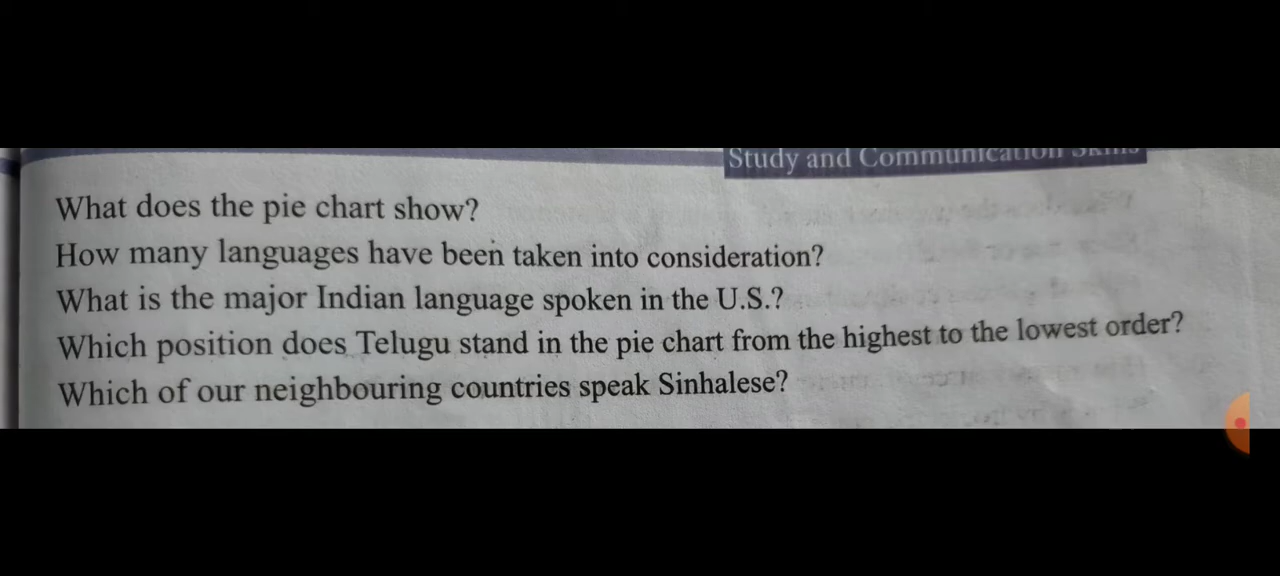 Study and Communication Skills
What does the pie chart show?
How many languages have been taken into consideration?
What is the major Indian language spoken in the U.S.?
Which position does Telugu stand in the pie chart from the highest to the lowest order?
Which of our neighbouring countries speak Sinhalese?